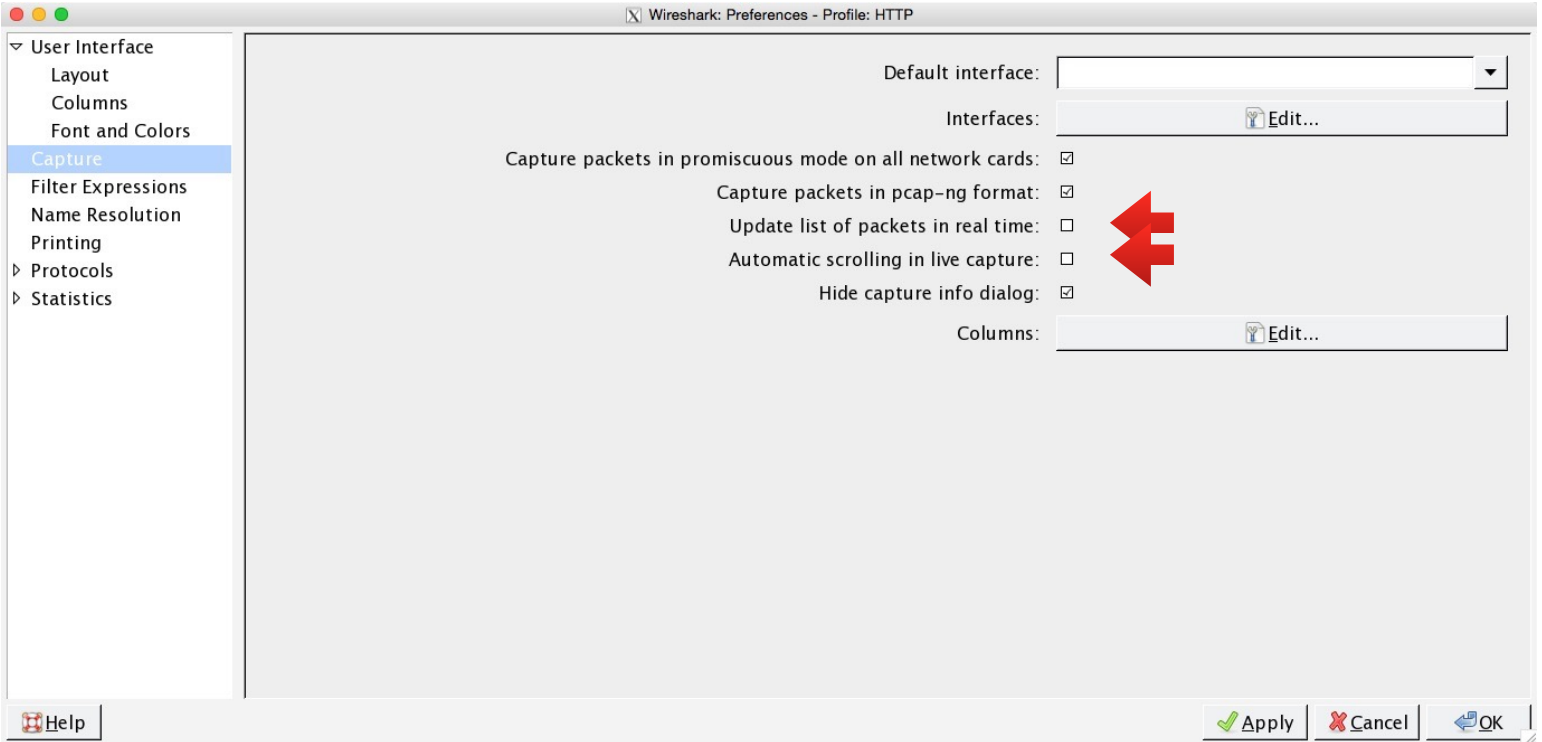 Wireshark: Preferences - Profile: HTTP
User Interface
Layout
Columns
Font and Colors
Capture
Filter Expressions
Name Resolution
Printing
Protocols
Statistics
Default interface:
Interfaces: Edit...
Capture packets in promiscuous mode on all network cards:
Capture packets in pcap-ng format:
Update list of packets in real time:
Automatic scrolling in live capture:
Hide capture info dialog:
Columns: Edit...
Help Apply Cancel OK